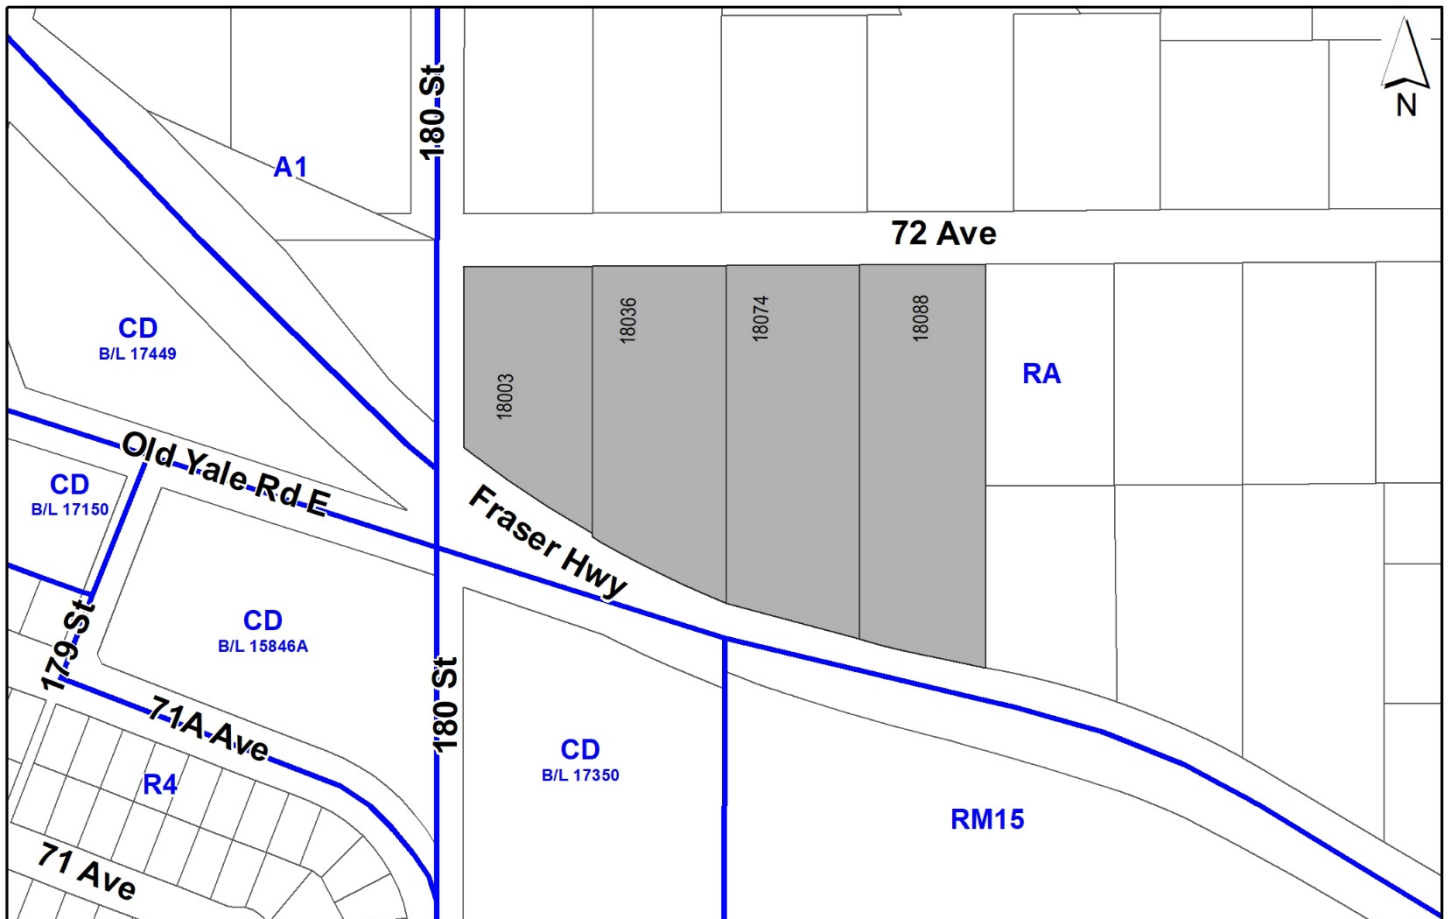 180 St
N
A1
72 Ave
CD
B/L 17449
18003
18036
18074
18088
RA
Old Yale Rd E
CD
B/L 17150
Fraser Hwy
CD
B/L 15846A
179 St
180 St
71A Ave
CD
B/L 17350
R4
RM15
71 Ave